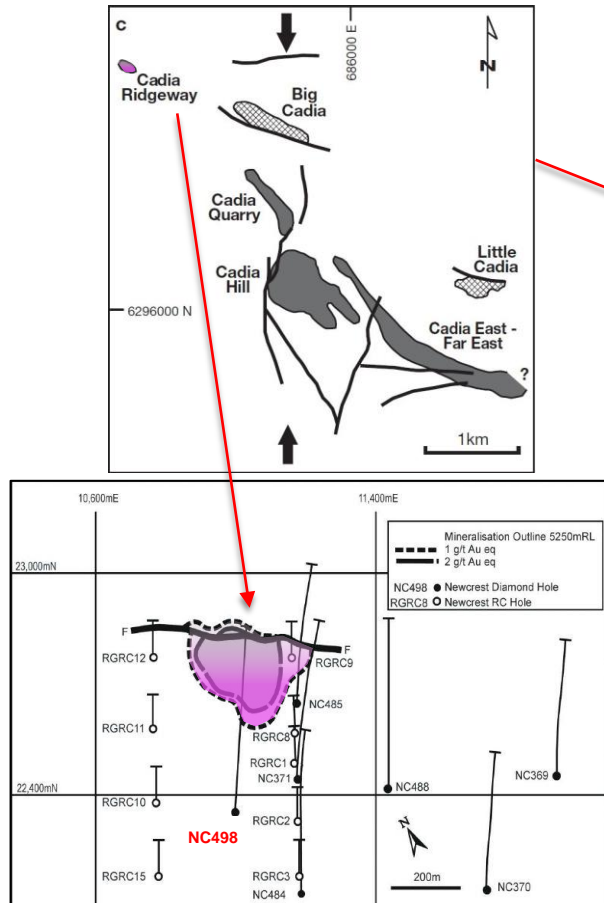 C
686000 E
N
Cadia
Ridgeway
Big
Cadia
Cadia
Quarry
Cadia
Hill
Little
Cadia
6296000 N
Cadia East -
Far East
?
1km
10,600mE
11,400mE
Mineralisation Outline 5250mRL
1 g/t Au eq
2 g/t Au eq
NC498 Newcrest Diamond Hole
RGRC8 Newcrest RC Hole
23,000mN
F
F
RGRC12
RGRC9
NC485
RGRC11
RGRC8
RGRC1
NC371
NC369
22,400mN
NC488
RGRC10
NC498
RGRC2
N
RGRC15
RGRC3
200m
NC484
NC370